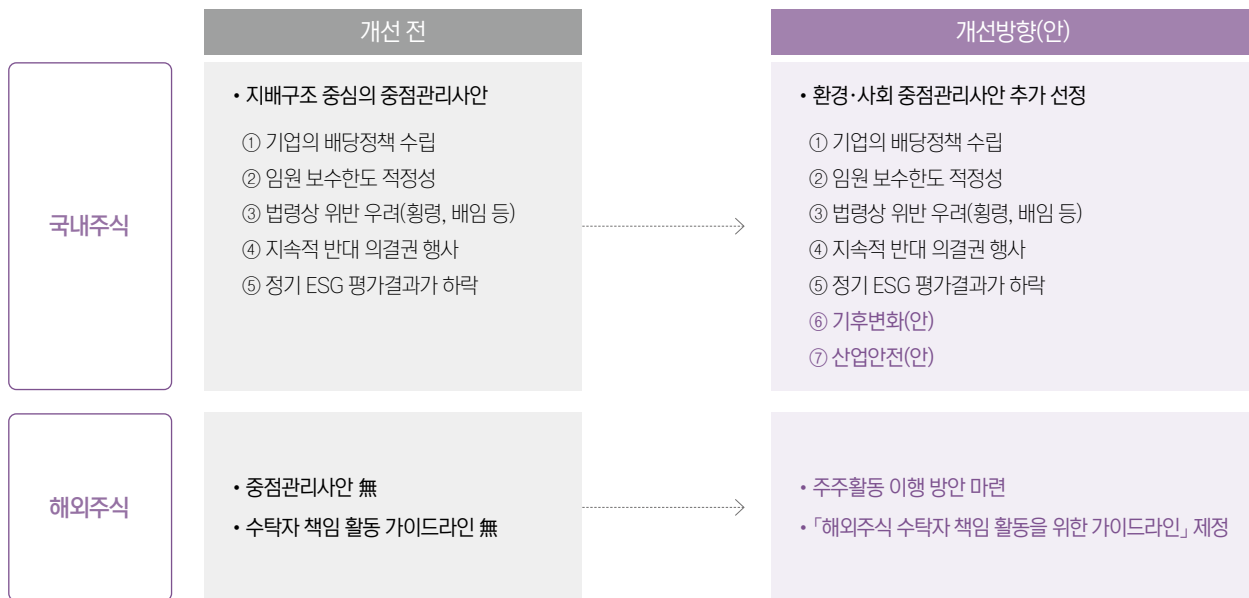 개선 전
개선방향(안)
국내주식
• 지배구조 중심의 중점관리사안
① 기업의 배당정책 수립
② 임원 보수한도 적정성
③ 법령상 위반 우려(횡령, 배임 등)
④ 지속적 반대 의결권 행사
⑤ 정기 ESG 평가결과가 하락
• 환경·사회 중점관리사안 추가 선정
① 기업의 배당정책 수립
② 임원 보수한도 적정성
③ 법령상 위반 우려(횡령, 배임 등)
④ 지속적 반대 의결권 행사
⑤ 정기 ESG 평가결과가 하락
⑥ 기후변화(안)
⑦ 산업안전(안)
해외주식
• 중점관리사안 無
• 수탁자 책임 활동 가이드라인 無
• 주주활동 이행 방안 마련
• 「해외주식 수탁자 책임 활동을 위한 가이드라인」 제정